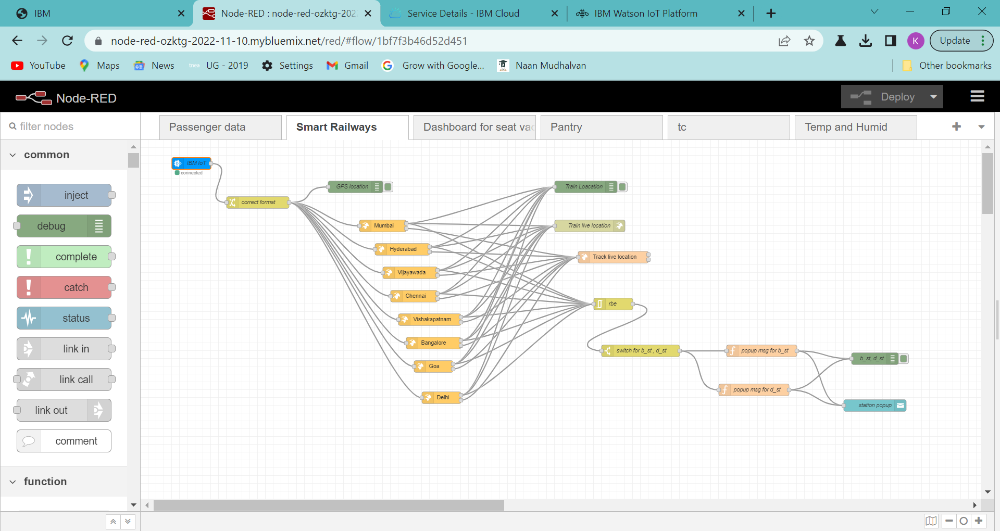 IBM
Node-RED : node-red-ozktg-202
Service Details - IBM Cloud
IBM Watson IoT Platform
node-red-ozktg-2022-11-10.mybluemix.net/red/#flow/1bf7f3b46d52d451
K
Update
YouTube
Maps
News
tnea
UG - 2019
Settings
Gmail
Grow with Google...
Naan Mudhalvan
Other bookmarks
Node-RED
Deploy
filter nodes
Passenger data
Smart Railways
Dashboard for seat vac
Pantry
tc
Temp and Humid
common
inject
debug
complete
catch
status
link in
link call
link out
comment
function
IBM IoT
connected
correct format
GPS location
Train Loacation
Mumbai
Train live location
Hyderabad
Track live location
Vijayawada
Chennai
rbe
Vishakapatnam
Bangalore
switch for b_st , d_st
popup msg for b_st
b_st, d_st
Goa
popup msg for d_st
Delhi
station popup